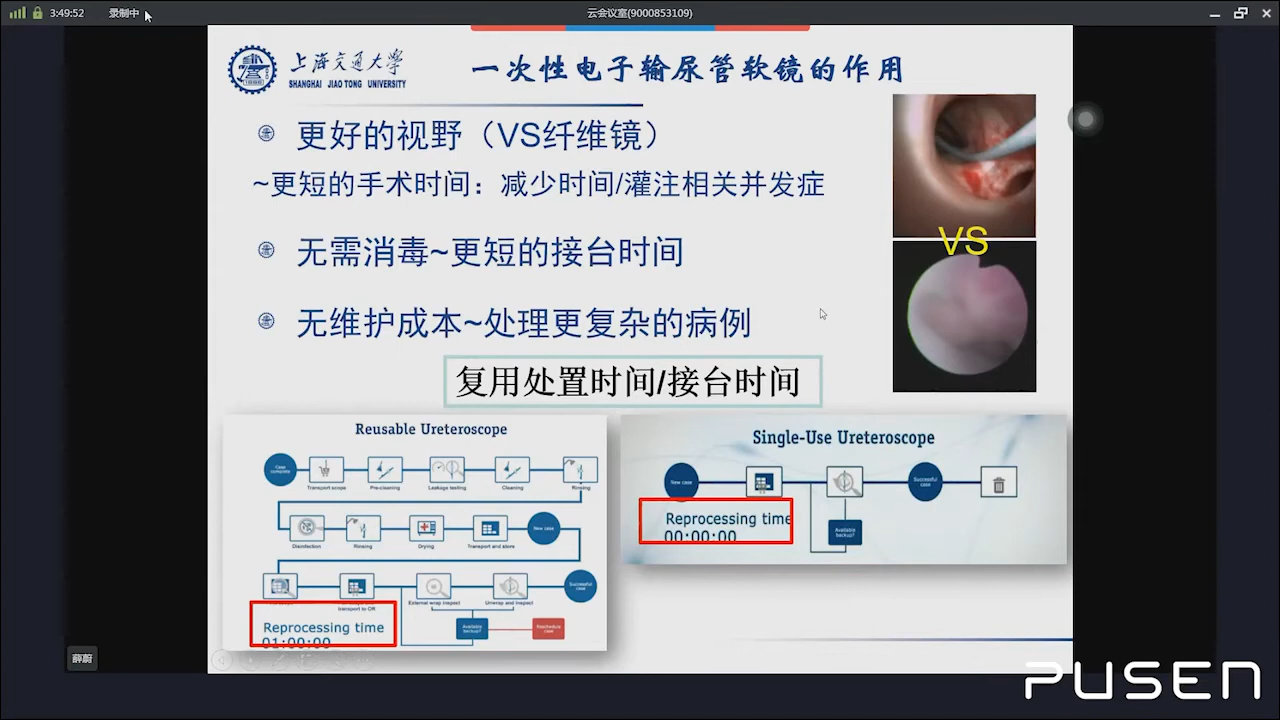 3:49:52
录制中
云会议室(9000853109)
上海交通大学
SHANGHAI JIAO TONG UNIVERSITY
一次性电子输尿管软镜的作用
更好的视野（VS纤维镜）
~更短的手术时间：减少时间/灌注相关并发症
无需消毒~更短的接台时间
无维护成本~处理更复杂的病例
VS
复用处置时间/接台时间
Reusable Ureteroscope
Case complete
Transport scope
Pre-cleaning
Leakage testing
Cleaning
Rinsing
Disinfection
Rinsing
Drying
Transport and store
New case
Successful case
transport to OR
External wrap inspect
Unwrap and inspect
Available backup?
Reschedule case
Reprocessing time
01:00:00
Single-Use Ureteroscope
New case
Successful case
Available backup?
Reprocessing time
00:00:00
薛蔚
PUSEN